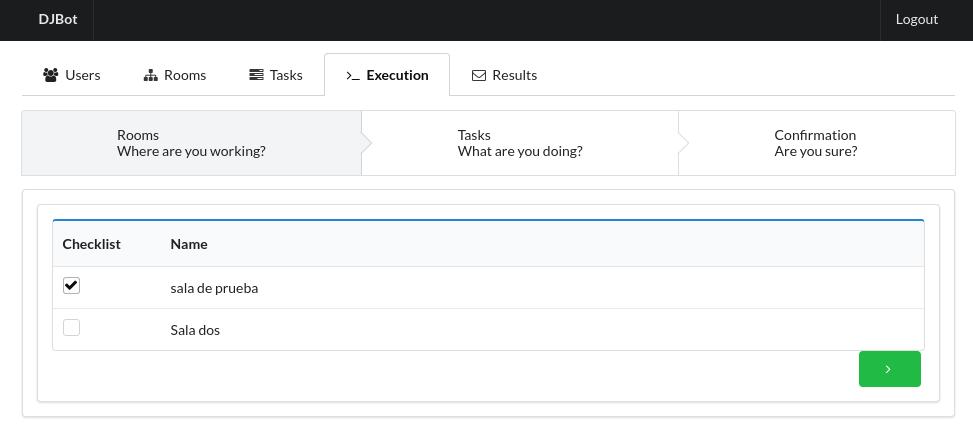 DJBot
Logout
Users
Rooms
Tasks
Execution
Results
Rooms
Where are you working?
Tasks
What are you doing?
Confirmation
Are you sure?
Checklist
Name
sala de prueba
Sala dos